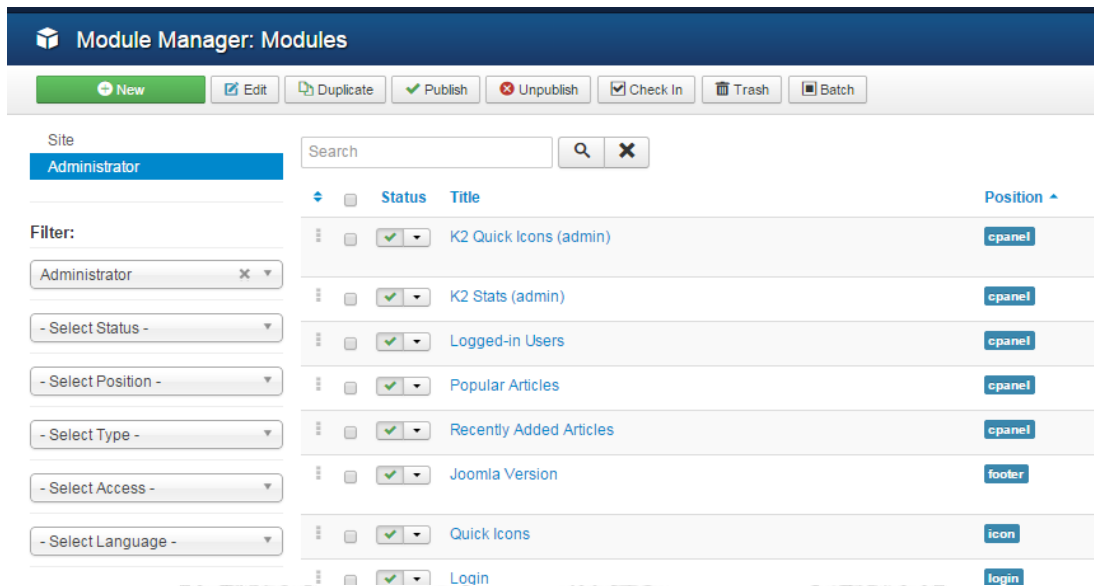 Module Manager: Modules
New Edit Duplicate Publish Unpublish Check In Trash Batch
Site
Administrator
Filter:
Administrator
- Select Status -
- Select Position -
- Select Type -
- Select Access -
- Select Language -
Search
Status Title Position
K2 Quick Icons (admin) cpanel
K2 Stats (admin) cpanel
Logged-in Users cpanel
Popular Articles cpanel
Recently Added Articles cpanel
Joomla Version footer
Quick Icons icon
Login login